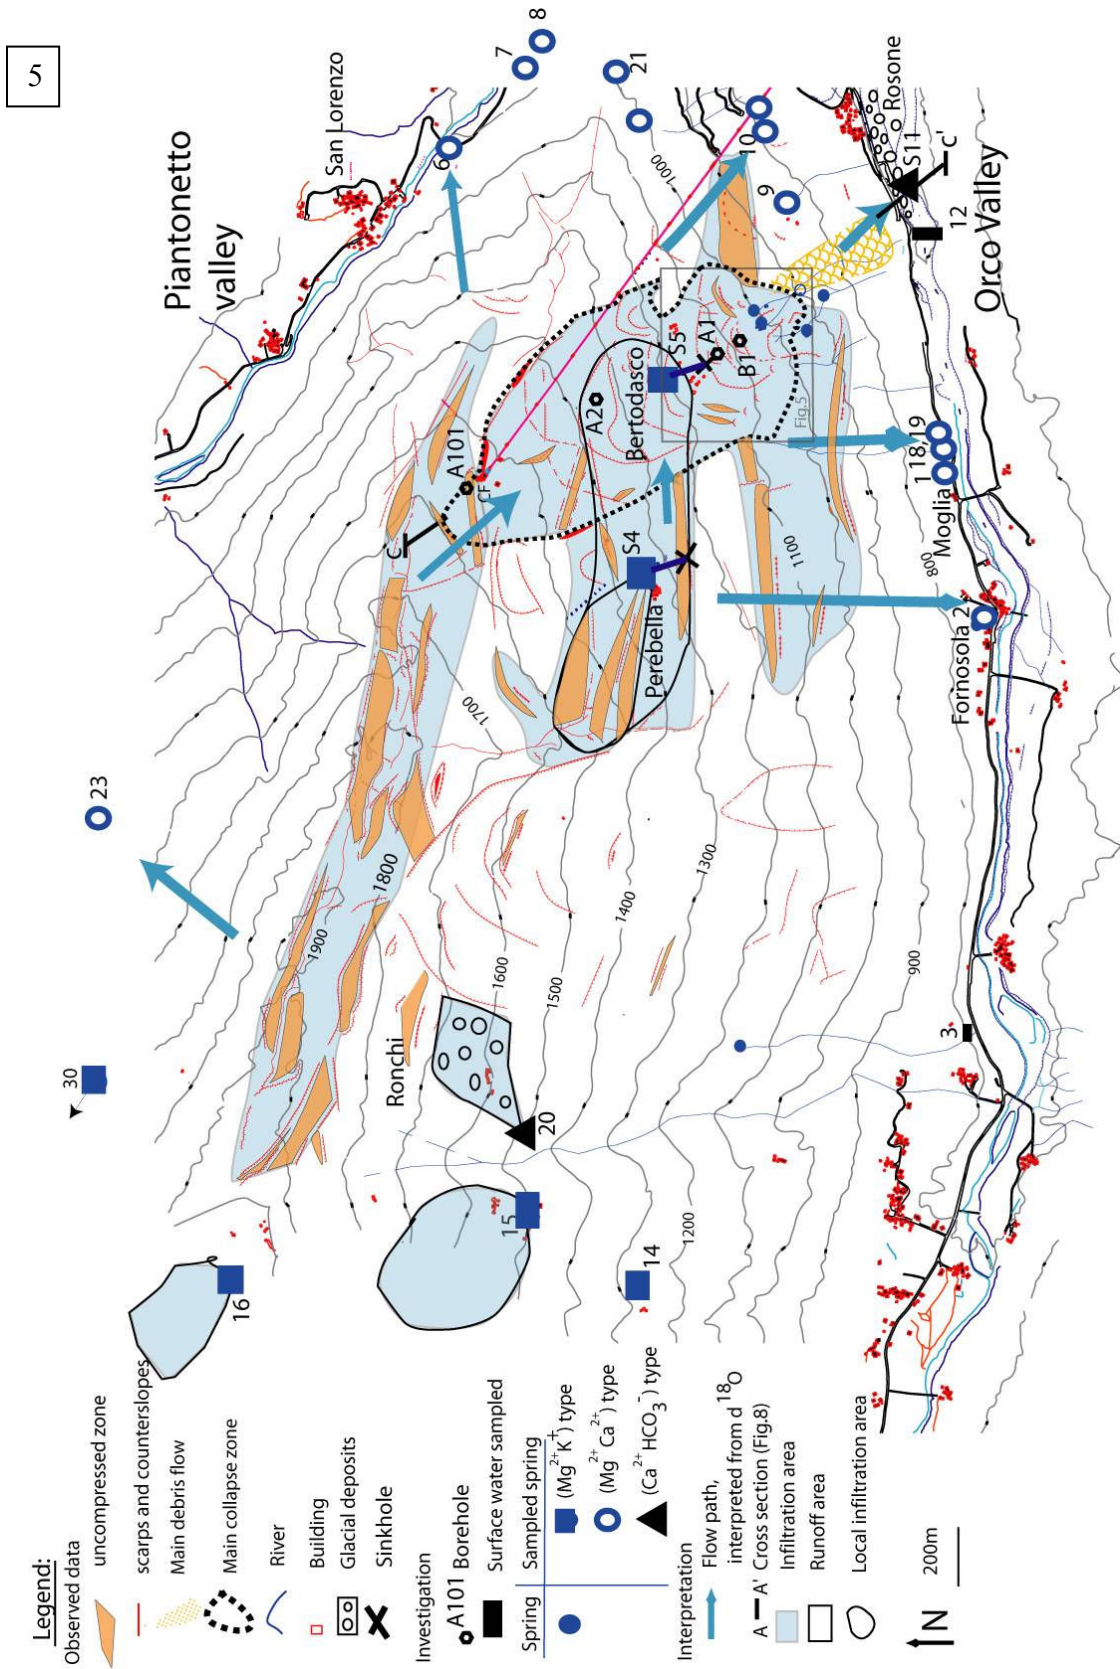 5
Legend:
Observed data
uncompressed zone
scarps and counterslopes
Main debris flow
Main collapse zone
River
Building
Glacial deposits
Sinkhole
Investigation
A101 Borehole
Surface water sampled
Spring
Sampled spring
(Mg²⁺K⁺) type
(Mg²⁺ Ca²⁺) type
(Ca²⁺ HCO₃⁻) type
Interpretation
Flow path,
interpreted from d ¹⁸O
A A' Cross section (Fig.8)
Infiltration area
Runoff area
Local infiltration area
N
200m
Piantonetto
valley
San Lorenzo
30
23
6
7
8
16
1900
1800
1700
C
A101
CF
21
1000
Ronchi
1600
1500
1400
1300
15
20
Perebella
S4
A2
Bertodasco
S5
A1
B1
Fig.5
10
9
14
1200
1100
900
800
3
Fornosola 2
Moglia
1
18
19
12
S11
Rosone
C'
Orco Valley